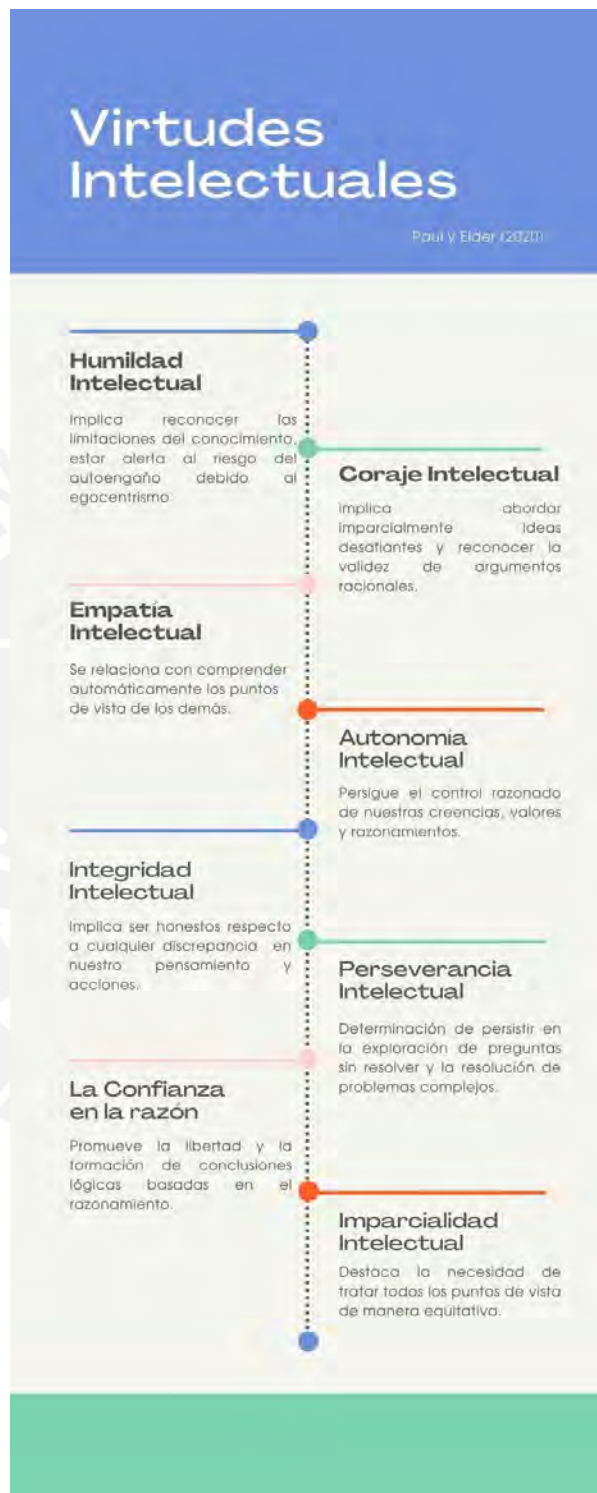 Virtudes
Intelectuales
Paul y Elder (2020)
Humildad
Intelectual
Implica reconocer las
limitaciones del conocimiento,
estar alerta al riesgo del
autoengaño debido al
egocentrismo
Coraje Intelectual
Implica abordar
imparcialmente ideas
desafiantes y reconocer la
validez de argumentos
racionales.
Empatía
Intelectual
Se relaciona con comprender
automáticamente los puntos
de vista de los demás.
Autonomía
Intelectual
Persigue el control razonado
de nuestras creencias, valores
y razonamientos.
Integridad
Intelectual
Implica ser honestos respecto
a cualquier discrepancia en
nuestro pensamiento y
acciones.
Perseverancia
Intelectual
Determinación de persistir en
la exploración de preguntas
sin resolver y la resolución de
problemas complejos.
La Confianza
en la razón
Promueve la libertad y la
formación de conclusiones
lógicas basadas en el
razonamiento.
Imparcialidad
Intelectual
Destaca la necesidad de
tratar todos los puntos de vista
de manera equitativa.